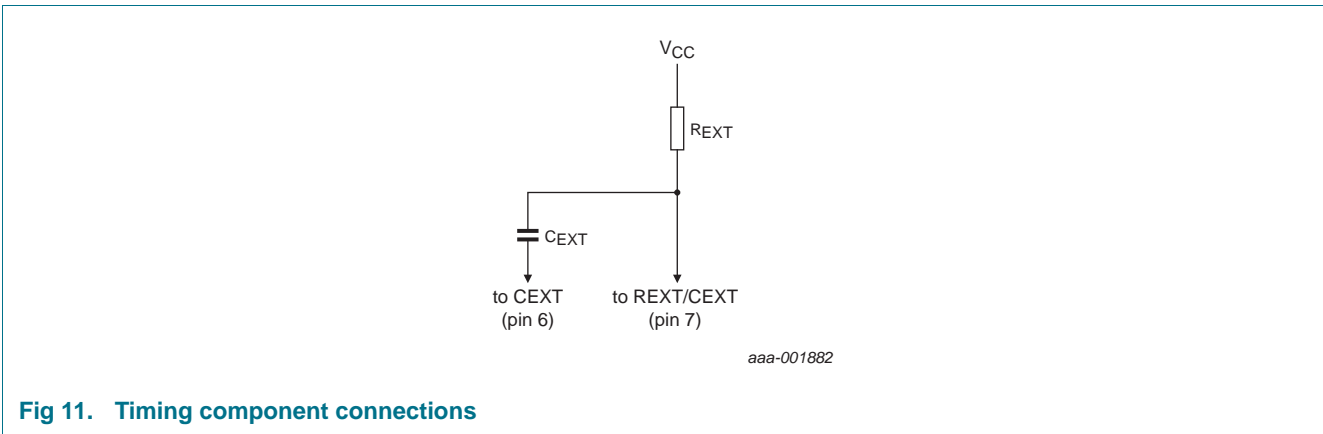 VCC
REXT
CEXT
to CEXT
(pin 6)
to REXT/CEXT
(pin 7)
aaa-001882
Fig 11. Timing component connections